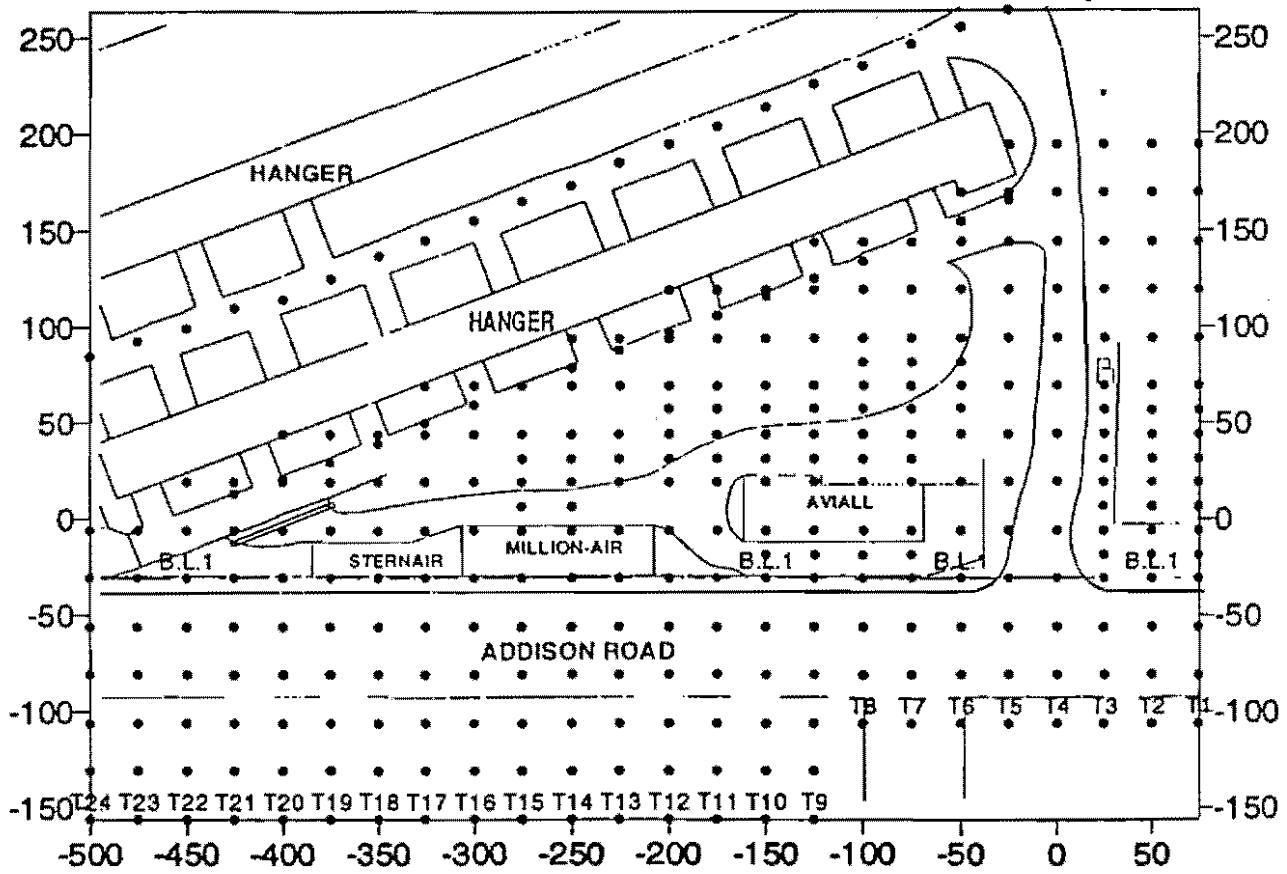 250 250
200 200
HANGER
150 150
100 100
HANGER
50 50
AVIALL
0 0
MILLION-AIR
B.L.1 STERNAIR B.L.1 B.L.1 B.L.1
-50 -50
ADDISON ROAD
-100 T8 T7 T6 T5 T4 T3 T2 T1 -100
-150 T24 T23 T22 T21 T20 T19 T18 T17 T16 T15 T14 T13 T12 T11 T10 T9 -150
-500 -450 -400 -350 -300 -250 -200 -150 -100 -50 0 50